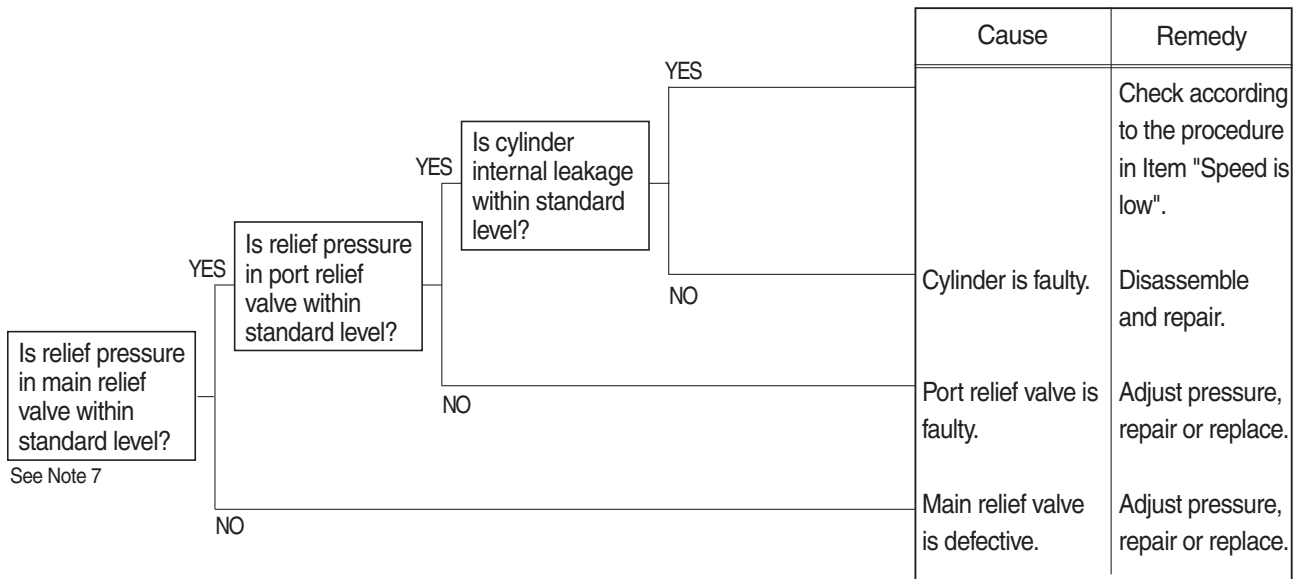 Cause
Remedy
YES
Check according
to the procedure
in Item "Speed is
low".
Is cylinder
internal leakage
within standard
level?
YES
NO
Cylinder is faulty.
Disassemble
and repair.
Is relief pressure
in port relief
valve within
standard level?
YES
NO
Port relief valve is
faulty.
Adjust pressure,
repair or replace.
Is relief pressure
in main relief
valve within
standard level?
See Note 7
NO
Main relief valve
is defective.
Adjust pressure,
repair or replace.